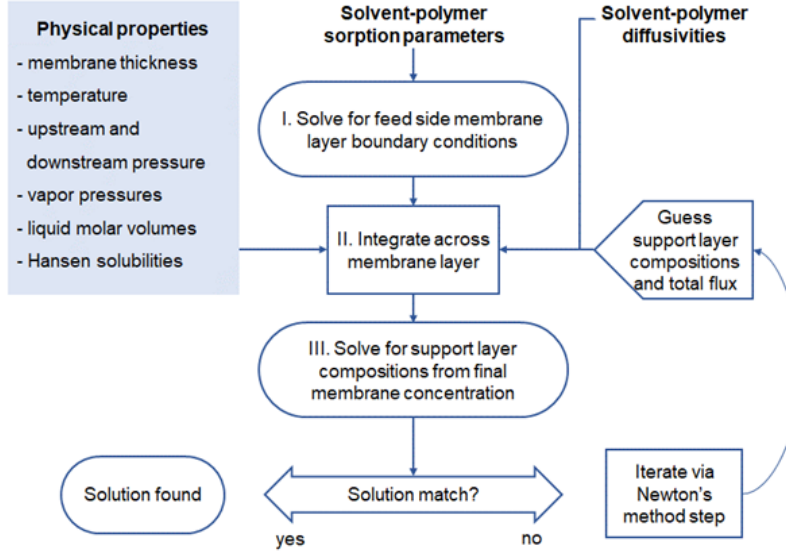 Physical properties
- membrane thickness
- temperature
- upstream and
downstream pressure
- vapor pressures
- liquid molar volumes
- Hansen solubilities
Solvent-polymer
sorption parameters
Solvent-polymer
diffusivities
I. Solve for feed side membrane
layer boundary conditions
II. Integrate across
membrane layer
Guess
support layer
compositions
and total flux
III. Solve for support layer
compositions from final
membrane concentration
Solution found
Solution match?
yes
no
Iterate via
Newton's
method step